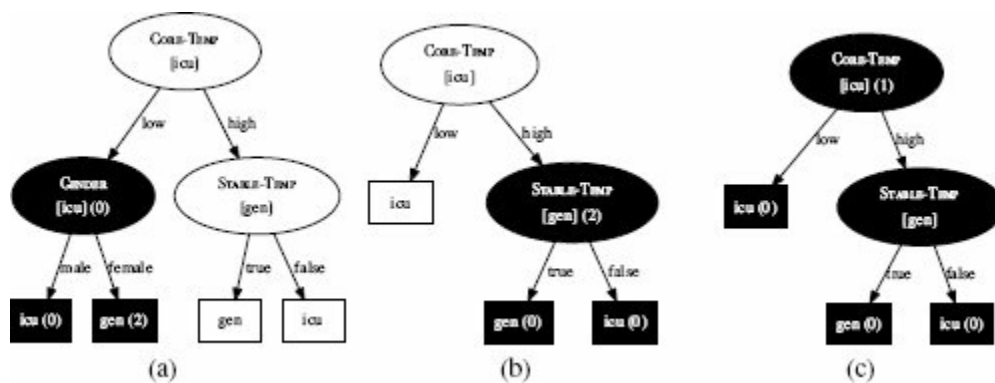 CORE-TEMP
[icu]
low
high
GENDER
[icu] (0)
STABLE-TEMP
[gen]
male
female
true
false
icu (0)
gen (2)
gen
icu
(a)
CORE-TEMP
[icu]
low
high
icu
STABLE-TEMP
[gen] (2)
true
false
gen (0)
icu (0)
(b)
CORE-TEMP
[icu] (1)
low
high
icu (0)
STABLE-TEMP
[gen]
true
false
gen (0)
icu (0)
(c)